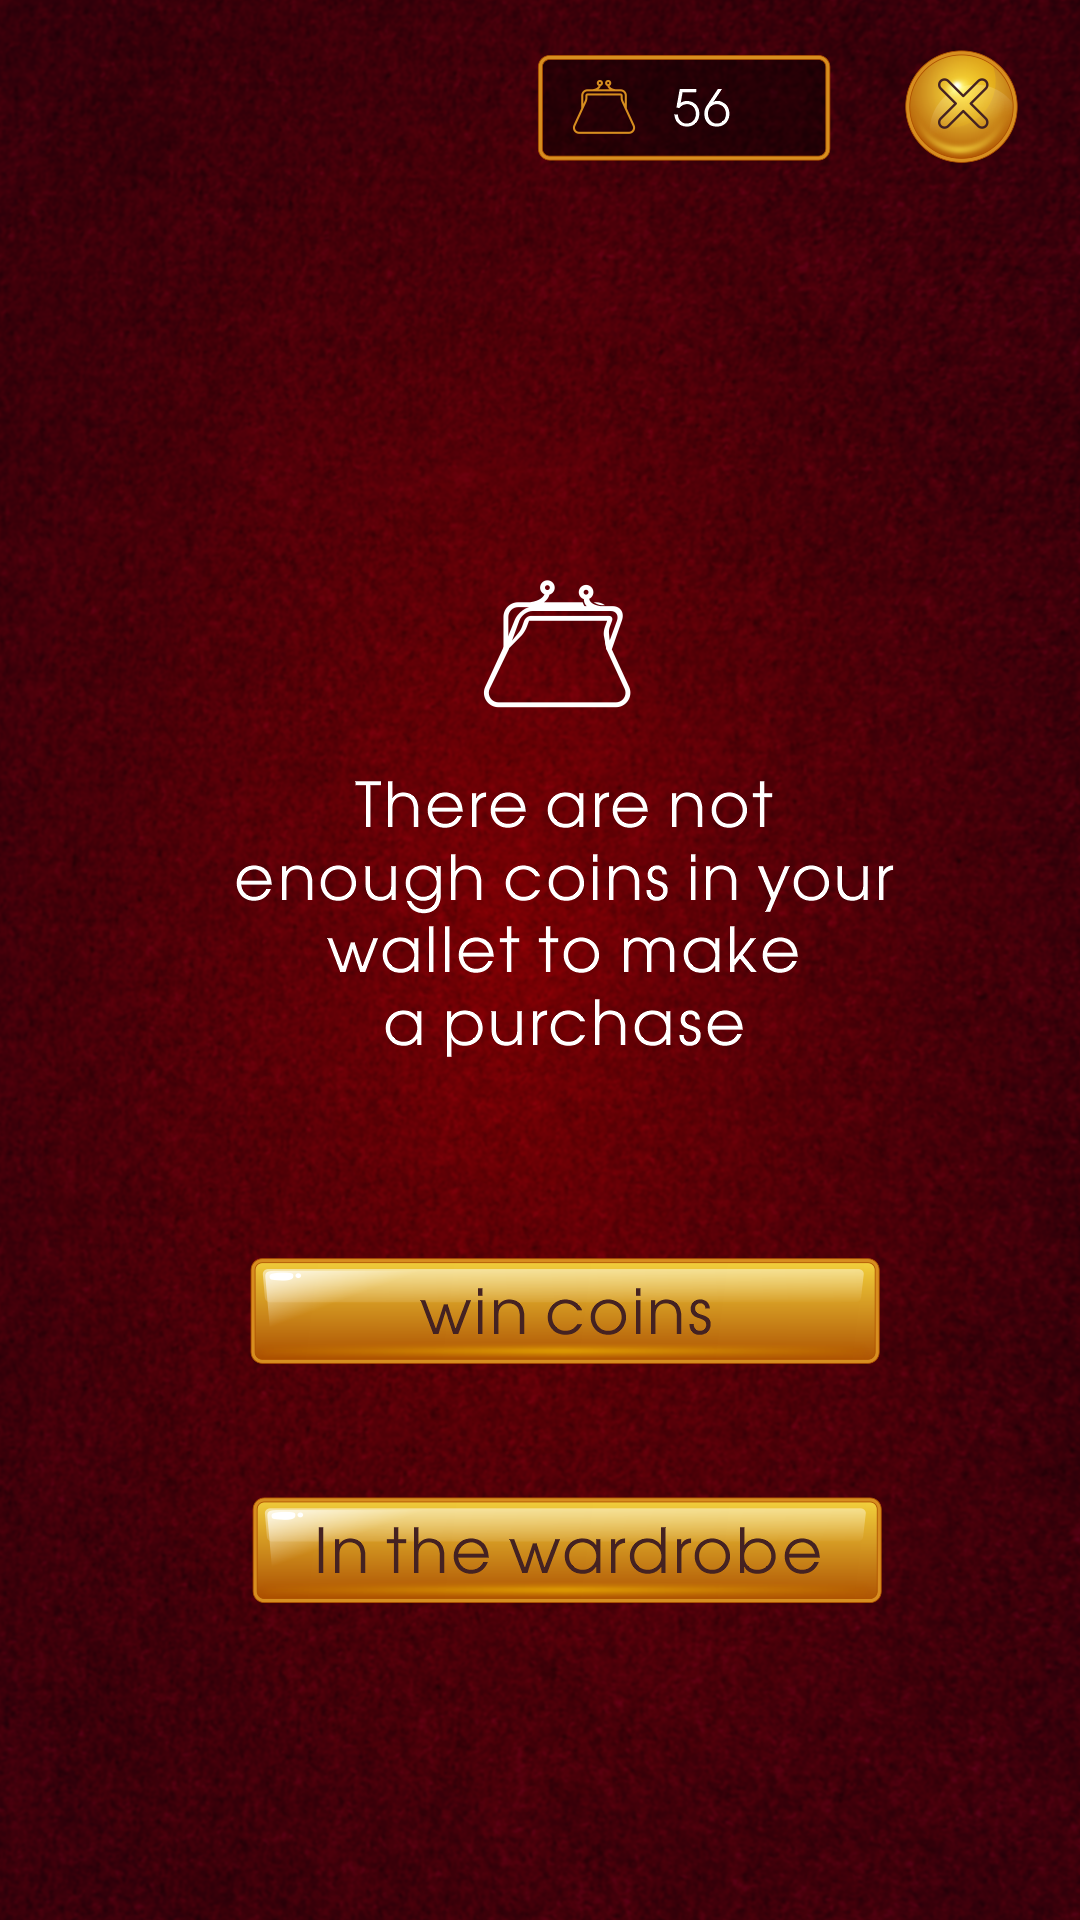 56
There are not
enough coins in your
wallet to make
a purchase
win coins
In the wardrobe